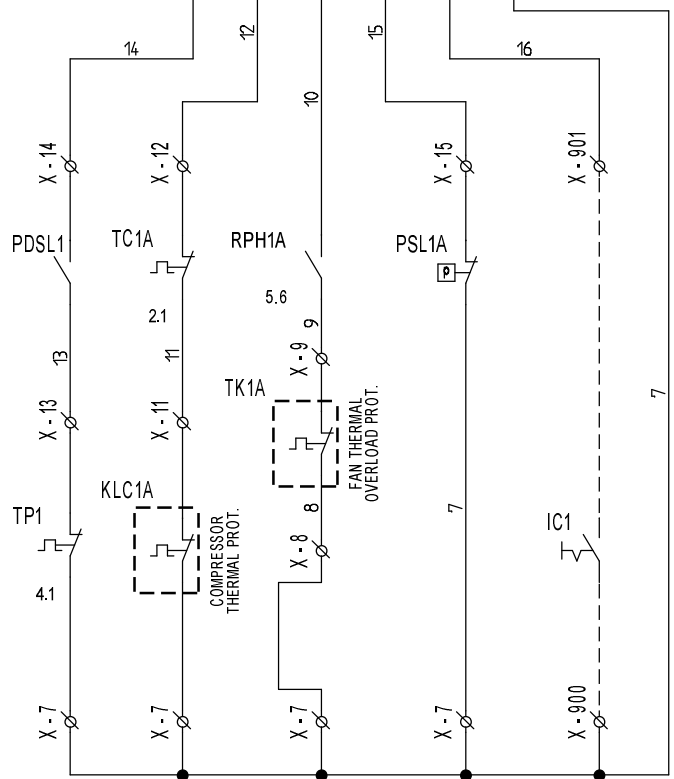 14
12
10
15
16
X - 14
X - 12
X - 15
X - 901
PDSL1
TC1A
RPH1A
PSL1A
P
2.1
5.6
13
11
9
X - 9
7
TK1A
X - 13
X - 11
FAN THERMAL
OVERLOAD PROT.
KLC1A
8
7
TP1
COMPRESSOR
THERMAL PROT.
X - 8
IC1
4.1
X - 7
X - 7
X - 7
X - 7
X - 900